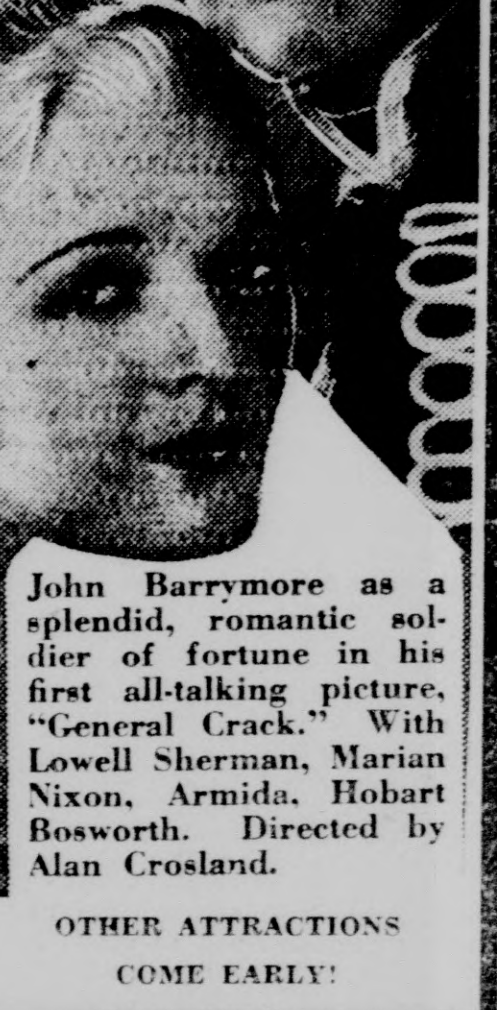 John Barrymore as a
splendid, romantic sol-
dier of fortune in his
first all-talking picture,
“General Crack.” With
Lowell Sherman, Marian
Nixon, Armida, Hobart
Bosworth. Directed by
Alan Crosland.
OTHER ATTRACTIONS
COME EARLY!